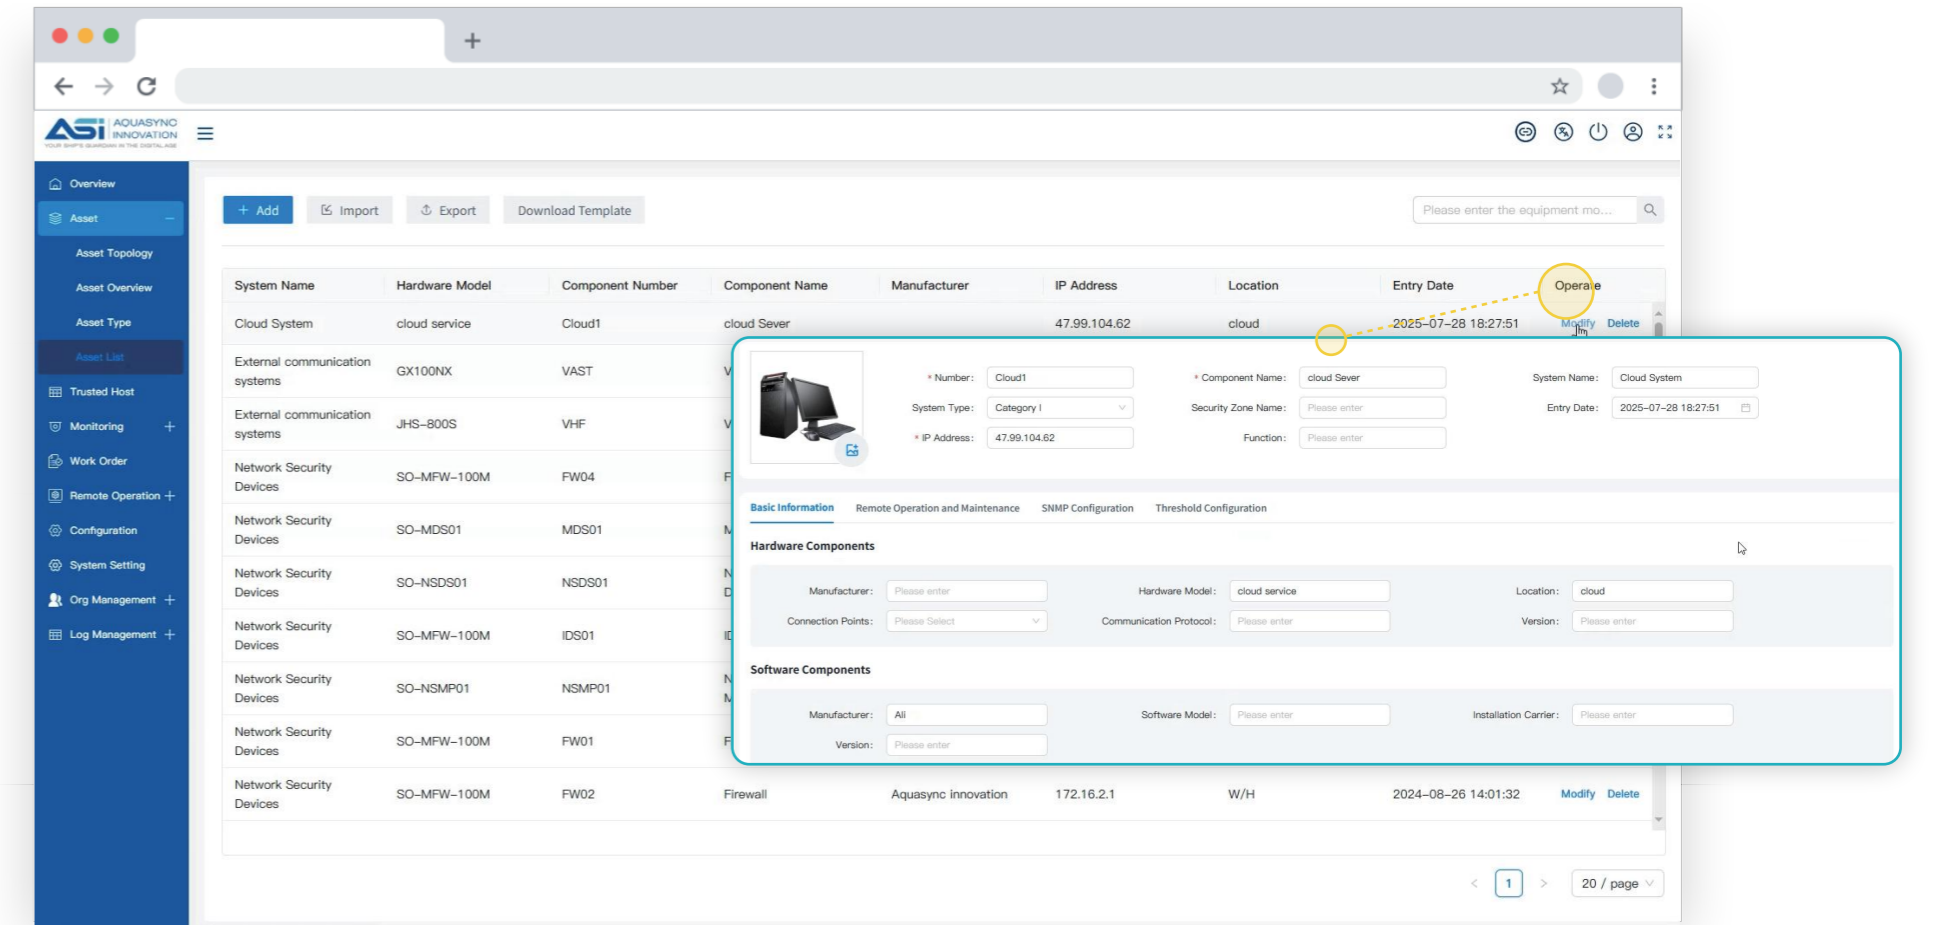 ASi AQUASYNC INNOVATION
YOUR SHIP'S GUARDIAN IN THE DIGITAL AGE
Overview
Asset
Asset Topology
Asset Overview
Asset Type
Asset List
Trusted Host
Monitoring
Work Order
Remote Operation
Configuration
System Setting
Org Management
Log Management
+ Add Import Export Download Template
Please enter the equipment mo...
System Name Hardware Model Component Number Component Name Manufacturer IP Address Location Entry Date Operate
Cloud System cloud service Cloud1 cloud Sever 47.99.104.62 cloud 2025-07-28 18:27:51 Modify Delete
External communication systems GX100NX VAST V
External communication systems JHS-800S VHF V
Network Security Devices SO-MFW-100M FW04 F
Network Security Devices SO-MDS01 MDS01 M
Network Security Devices SO-NSDS01 NSDS01 N D
Network Security Devices SO-MFW-100M IDS01 ID
Network Security Devices SO-NSMP01 NSMP01 N M
Network Security Devices SO-MFW-100M FW01 F
Network Security Devices SO-MFW-100M FW02 Firewall Aquasync innovation 172.16.2.1 W/H 2024-08-26 14:01:32 Modify Delete
* Number: Cloud1 * Component Name: cloud Sever System Name: Cloud System
System Type: Category I Security Zone Name: Please enter Entry Date: 2025-07-28 18:27:51
* IP Address: 47.99.104.62 Function: Please enter
Basic Information Remote Operation and Maintenance SNMP Configuration Threshold Configuration
Hardware Components
Manufacturer: Please enter Hardware Model: cloud service Location: cloud
Connection Points: Please Select Communication Protocol: Please enter Version: Please enter
Software Components
Manufacturer: Ali Software Model: Please enter Installation Carrier: Please enter
Version: Please enter
< 1 > 20 / page